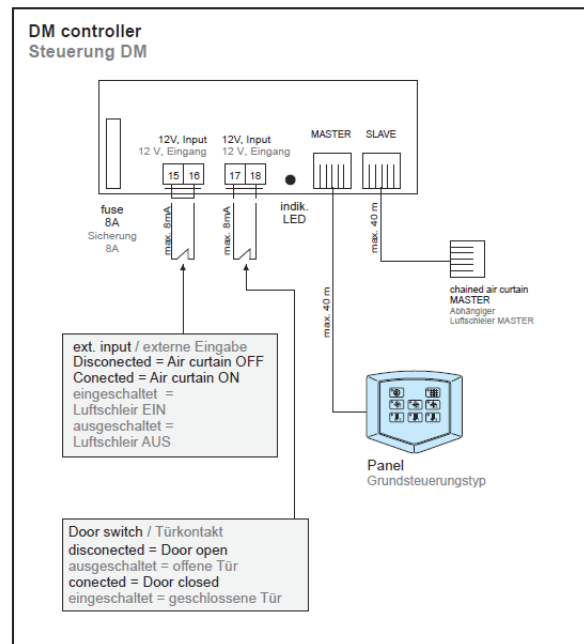 DM controller
Steuerung DM
12V, Input
12 V, Eingang
12V, Input
12 V, Eingang
MASTER
SLAVE
15 16
17 18
fuse
8A
Sicherung
8A
max. 8mA
max. 8mA
indik.
LED
max. 40 m
max. 40 m
chained air curtain
MASTER
Abhängiger
Luftschleier MASTER
ext. input / externe Eingabe
Disconected = Air curtain OFF
Conected = Air curtain ON
eingeschaltet =
Luftschleir EIN
ausgeschaltet =
Luftschleir AUS
Panel
Grundsteuerungstyp
Door switch / Türkontakt
disconected = Door open
ausgeschaltet = offene Tür
conected = Door closed
eingeschaltet = geschlossene Tür